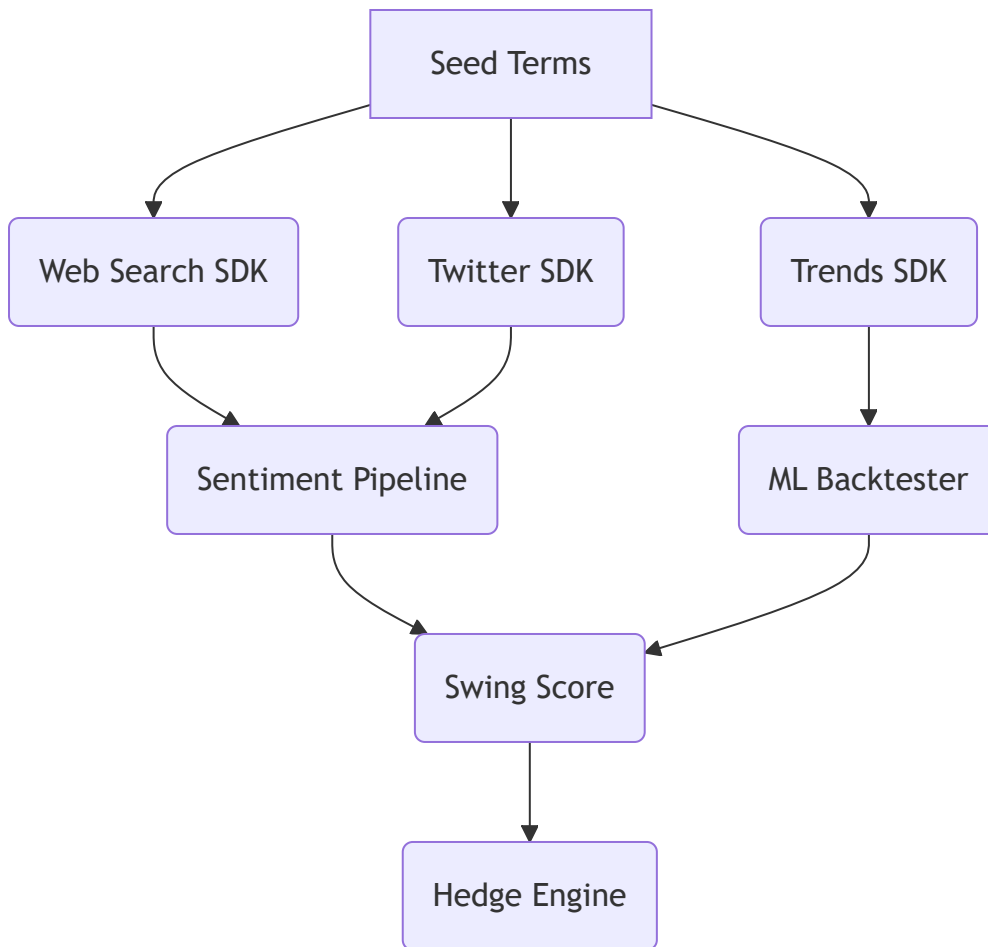 Seed Terms
Web Search SDK
Twitter SDK
Trends SDK
Sentiment Pipeline
ML Backtester
Swing Score
Hedge Engine